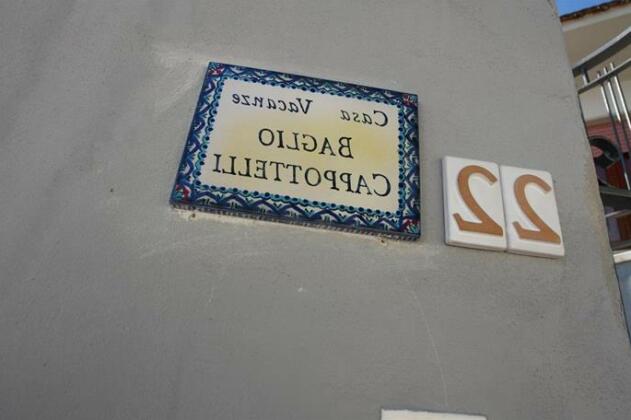 Casa Vacanze
BAGLIO
CAPPOTTELLI
22